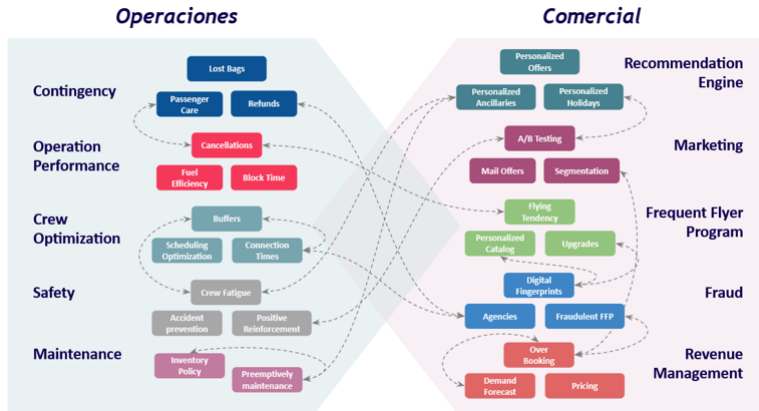 Operaciones
Comercial
Contingency
Lost Bags
Passenger
Care
Refunds
Operation
Performance
Cancellations
Fuel
Efficiency
Block Time
Crew
Optimization
Buffers
Scheduling
Optimization
Connection
Times
Safety
Crew Fatigue
Accident
prevention
Positive
Reinforcement
Maintenance
Inventory
Policy
Preemptively
maintenance
Personalized
Offers
Recommendation
Engine
Personalized
Ancillaries
Personalized
Holidays
A/B Testing
Marketing
Mail Offers
Segmentation
Flying
Tendency
Frequent Flyer
Program
Personalized
Catalog
Upgrades
Digital
Fingerprints
Fraud
Agencies
Fraudulent FFP
Over
Booking
Revenue
Management
Demand
Forecast
Pricing